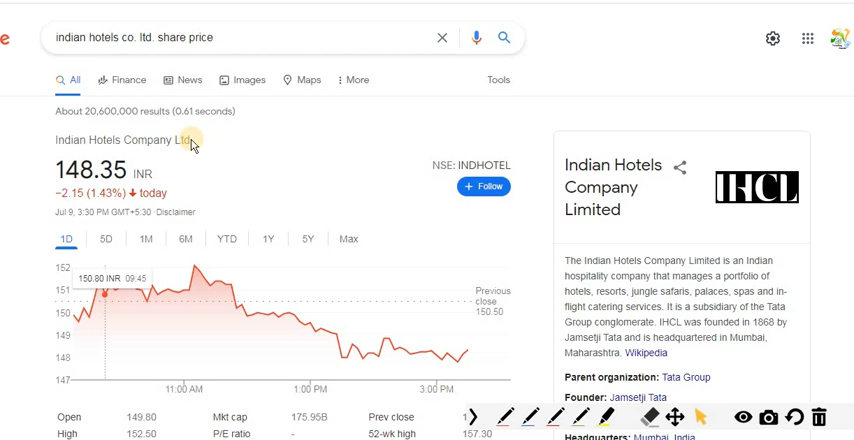 indian hotels co. ltd. share price
All Finance News Images Maps More Tools
About 20,600,000 results (0.61 seconds)
Indian Hotels Company Ltd
148.35 INR
NSE: INDHOTEL
−2.15 (1.43%) today
+ Follow
Jul 9, 3:30 PM GMT+5:30 · Disclaimer
1D 5D 1M 6M YTD 1Y 5Y Max
152
150.80 INR 09:45
151
150
149
148
147
Previous
close
150.50
11:00 AM 1:00 PM 3:00 PM
Open 149.80 Mkt cap 175.95B Prev close
High 152.50 P/E ratio - 52-wk high 157.30
Indian Hotels
Company
Limited
IHCL
The Indian Hotels Company Limited is an Indian
hospitality company that manages a portfolio of
hotels, resorts, jungle safaris, palaces, spas and in-
flight catering services. It is a subsidiary of the Tata
Group conglomerate. IHCL was founded in 1868 by
Jamsetji Tata and is headquartered in Mumbai,
Maharashtra. Wikipedia
Parent organization: Tata Group
Founder: Jamsetji Tata
Headquarters: Mumbai, India